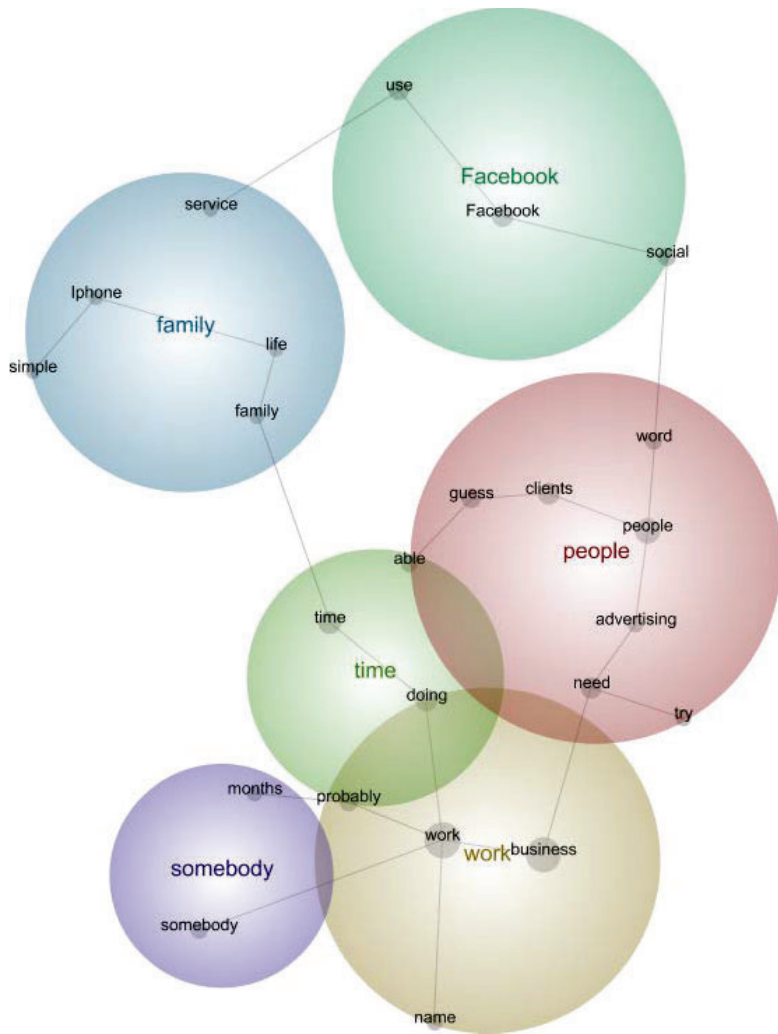 use
Facebook
Facebook
service
social
Iphone
family
life
simple
family
word
clients
guess
people
people
able
time
advertising
time
need
doing
try
months
probably
work
business
work
somebody
somebody
name